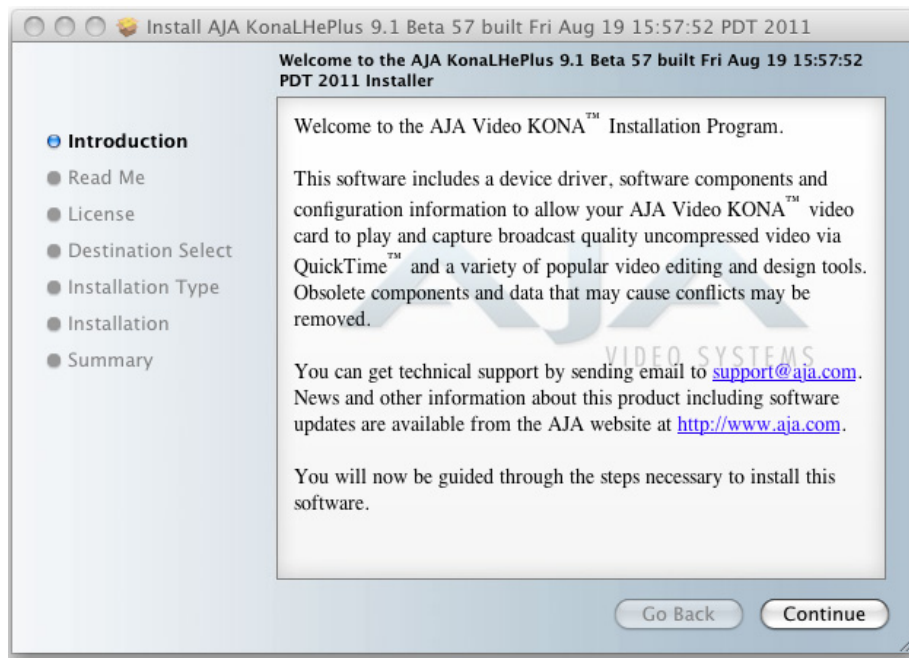 Install AJA KonaLHePlus 9.1 Beta 57 built Fri Aug 19 15:57:52 PDT 2011
Welcome to the AJA KonaLHePlus 9.1 Beta 57 built Fri Aug 19 15:57:52
PDT 2011 Installer
Introduction
Read Me
License
Destination Select
Installation Type
Installation
Summary
Welcome to the AJA Video KONA™ Installation Program.
This software includes a device driver, software components and
configuration information to allow your AJA Video KONA™ video
card to play and capture broadcast quality uncompressed video via
QuickTime™ and a variety of popular video editing and design tools.
Obsolete components and data that may cause conflicts may be
removed.
AJA
VIDEO SYSTEMS
You can get technical support by sending email to support@aja.com.
News and other information about this product including software
updates are available from the AJA website at http://www.aja.com.
You will now be guided through the steps necessary to install this
software.
Go Back
Continue